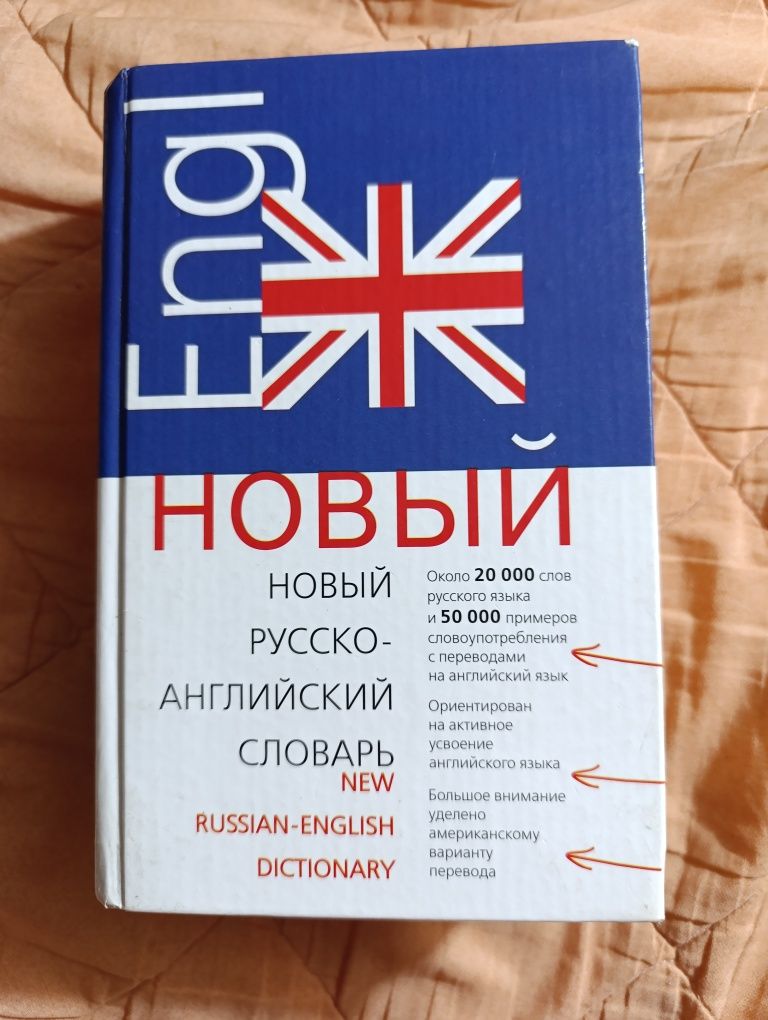 Engl
НОВЫЙ
НОВЫЙ
РУССКО-
АНГЛИЙСКИЙ
СЛОВАРЬ
NEW
RUSSIAN-ENGLISH
DICTIONARY
Около 20 000 слов
русского языка
и 50 000 примеров
словоупотребления
с переводами
на английский язык
Ориентирован
на активное
усвоение
английского языка
Большое внимание
уделено
американскому
варианту
перевода